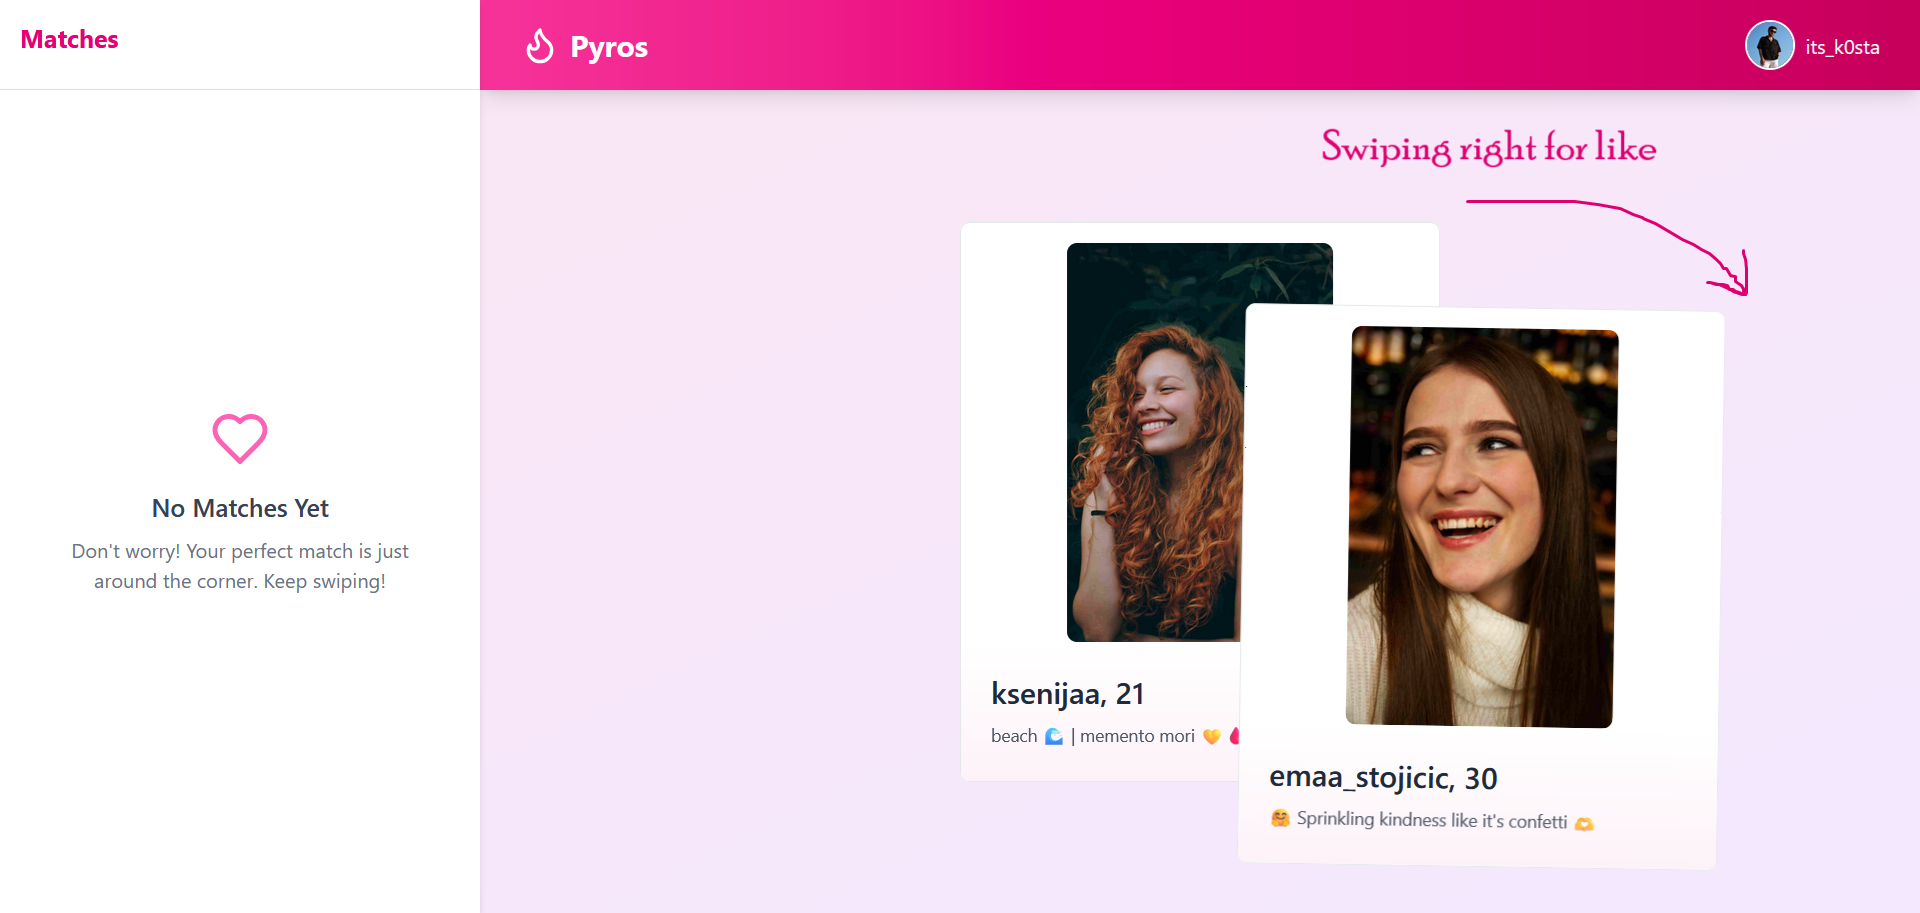 Matches
Pyros
its_k0sta
Swiping right for like
No Matches Yet
Don't worry! Your perfect match is just
around the corner. Keep swiping!
ksenijaa, 21
beach 🌊 | memento mori 💛
emaa_stojicic, 30
🤗 Sprinkling kindness like it's confetti 🫶